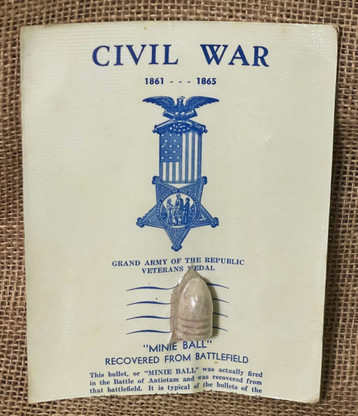 CIVIL WAR
1861 - - - 1865
GRAND ARMY OF THE REPUBLIC
VETERANS MEDAL
"MINIE BALL"
RECOVERED FROM BATTLEFIELD
This bullet, or "MINIE BALL" was actually fired
in the Battle of Antietam and was recovered from
that battlefield. It is typical of the bullets of the